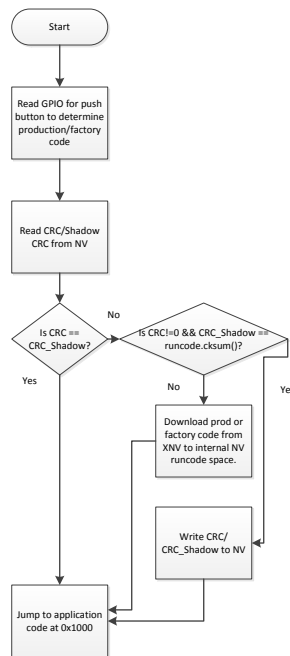 Start
Read GPIO for push
button to determine
production/factory
code
Read CRC/Shadow
CRC from NV
Is CRC ==
CRC_Shadow?
No
Is CRC!=0 && CRC_Shadow ==
runcode.cksum()?
Yes
No
Ye
Download prod or
factory code from
XNV to internal NV
runcode space.
Write CRC/
CRC_Shadow to NV
Jump to application
code at 0x1000